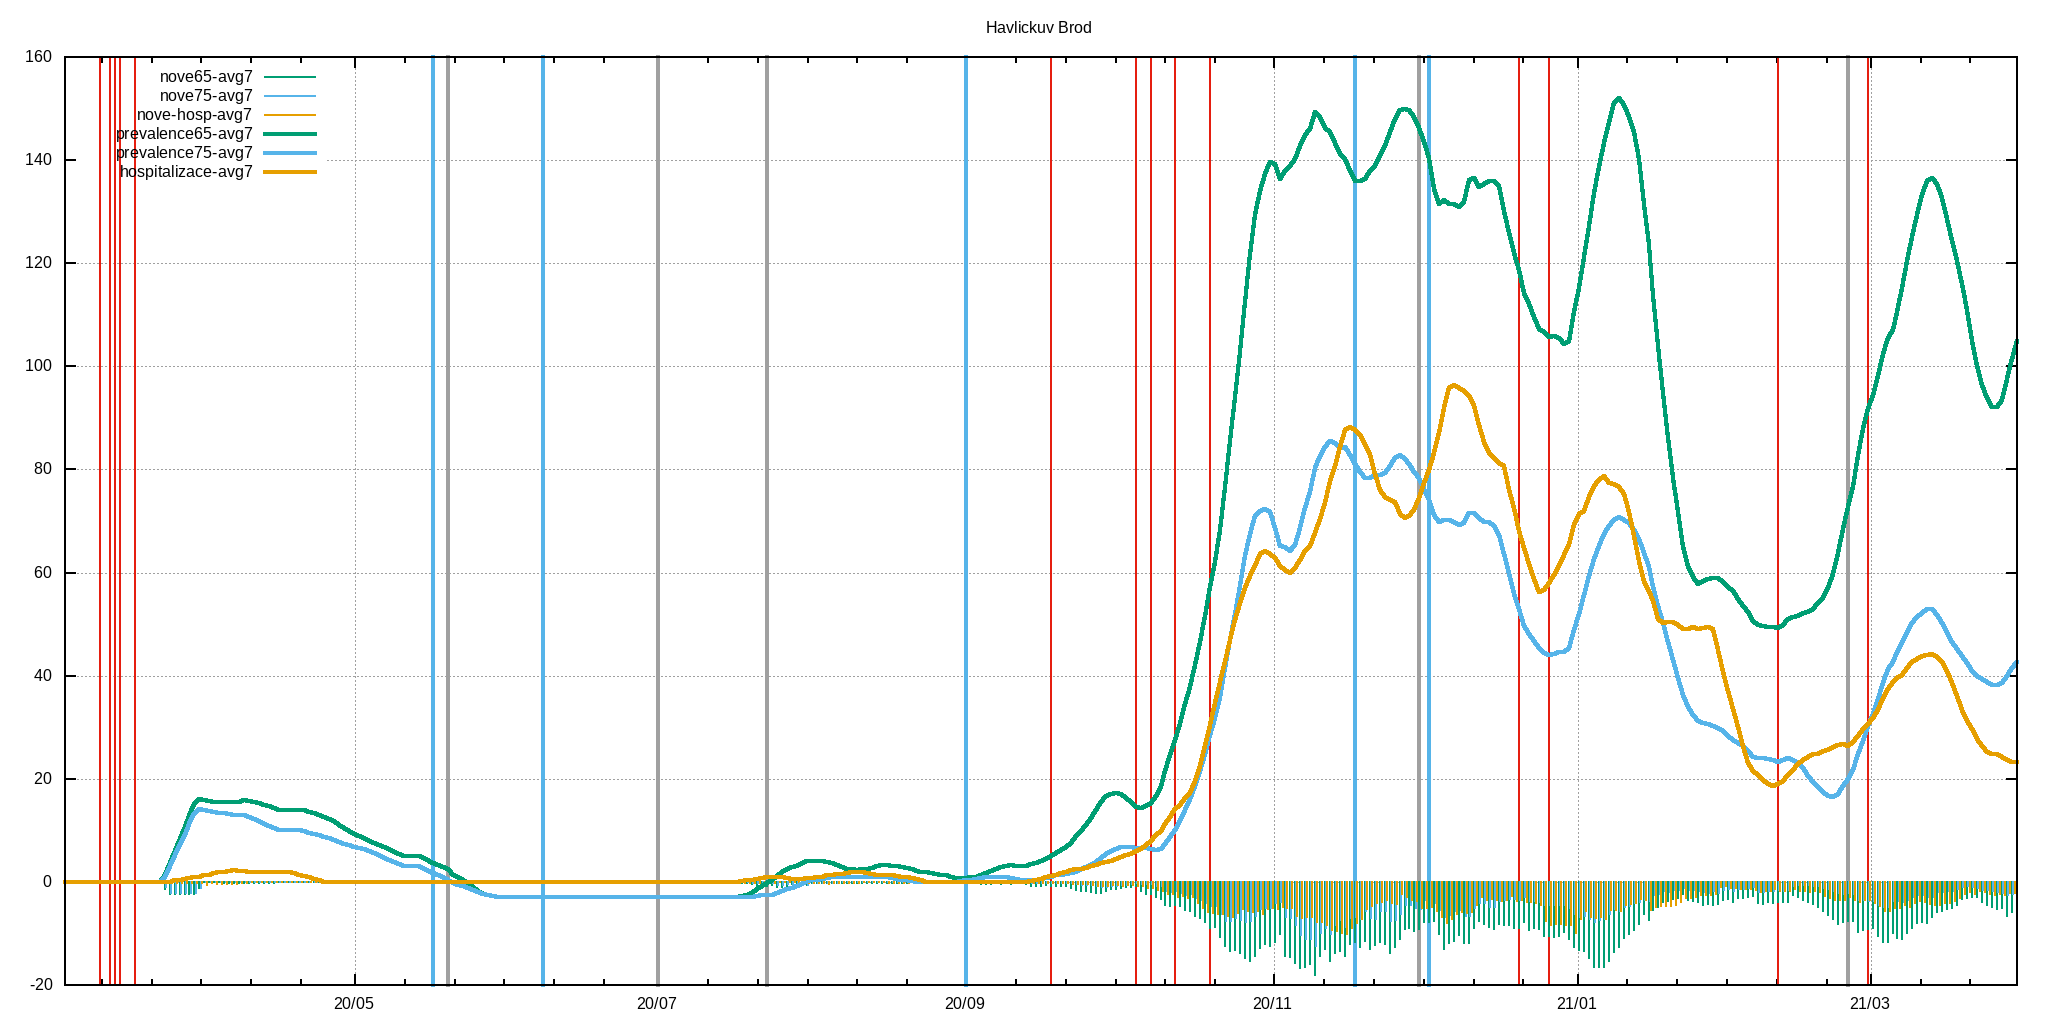 Havlickuv Brod
160
140
120
100
80
60
40
20
0
-20
nove65-avg7
nove75-avg7
nove-hosp-avg7
prevalence65-avg7
prevalence75-avg7
hospitalizace-avg7
20/05
20/07
20/09
20/11
21/01
21/03